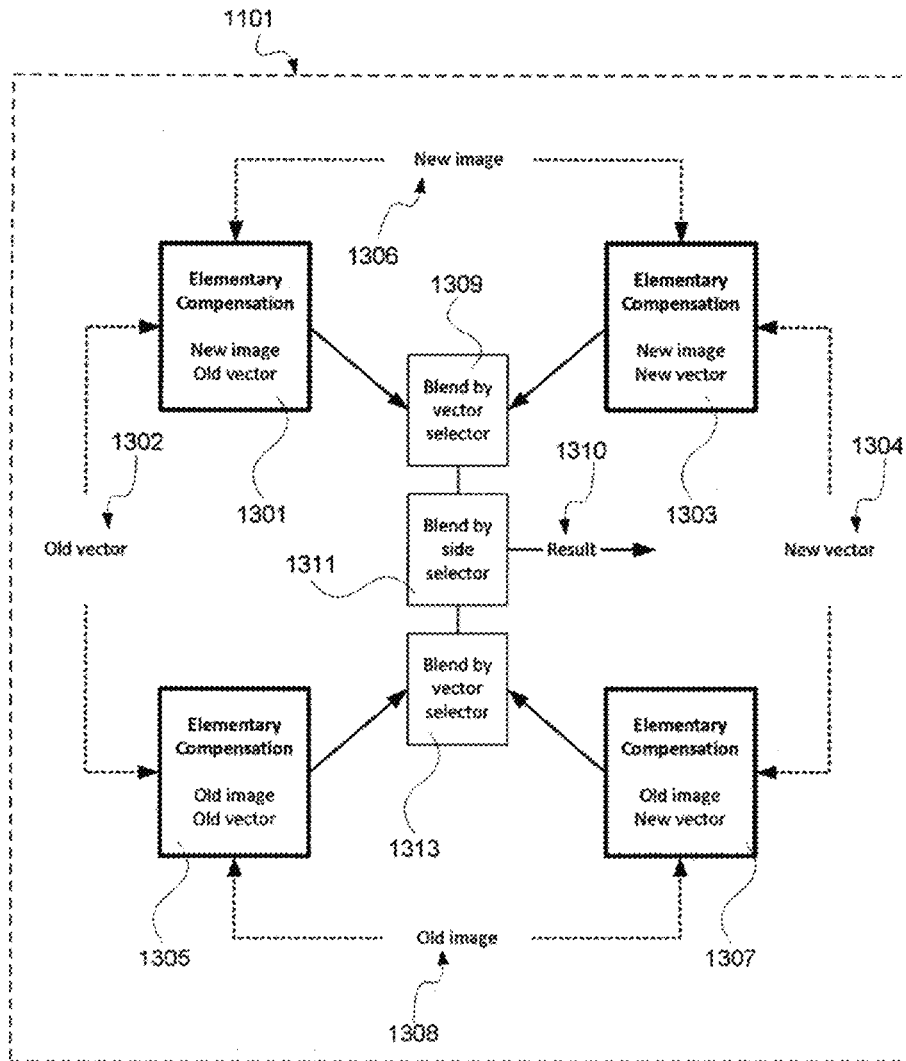 1101
New image
1306
Elementary
Compensation
New image
Old vector
1301
1309
Blend by
vector
selector
Elementary
Compensation
New image
New vector
1303
1302
Old vector
1304
New vector
Blend by
side
selector
1311
1310
Result
Blend by
vector
selector
1313
Elementary
Compensation
Old image
Old vector
1305
Elementary
Compensation
Old image
New vector
1307
Old image
1308